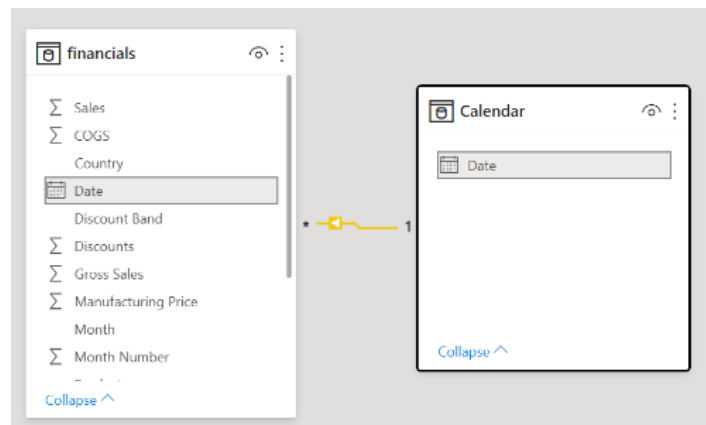 financials
Sales
COGS
Country
Date
Discount Band
Discounts
Gross Sales
Manufacturing Price
Month
Month Number
Collapse
* 1
Calendar
Date
Collapse